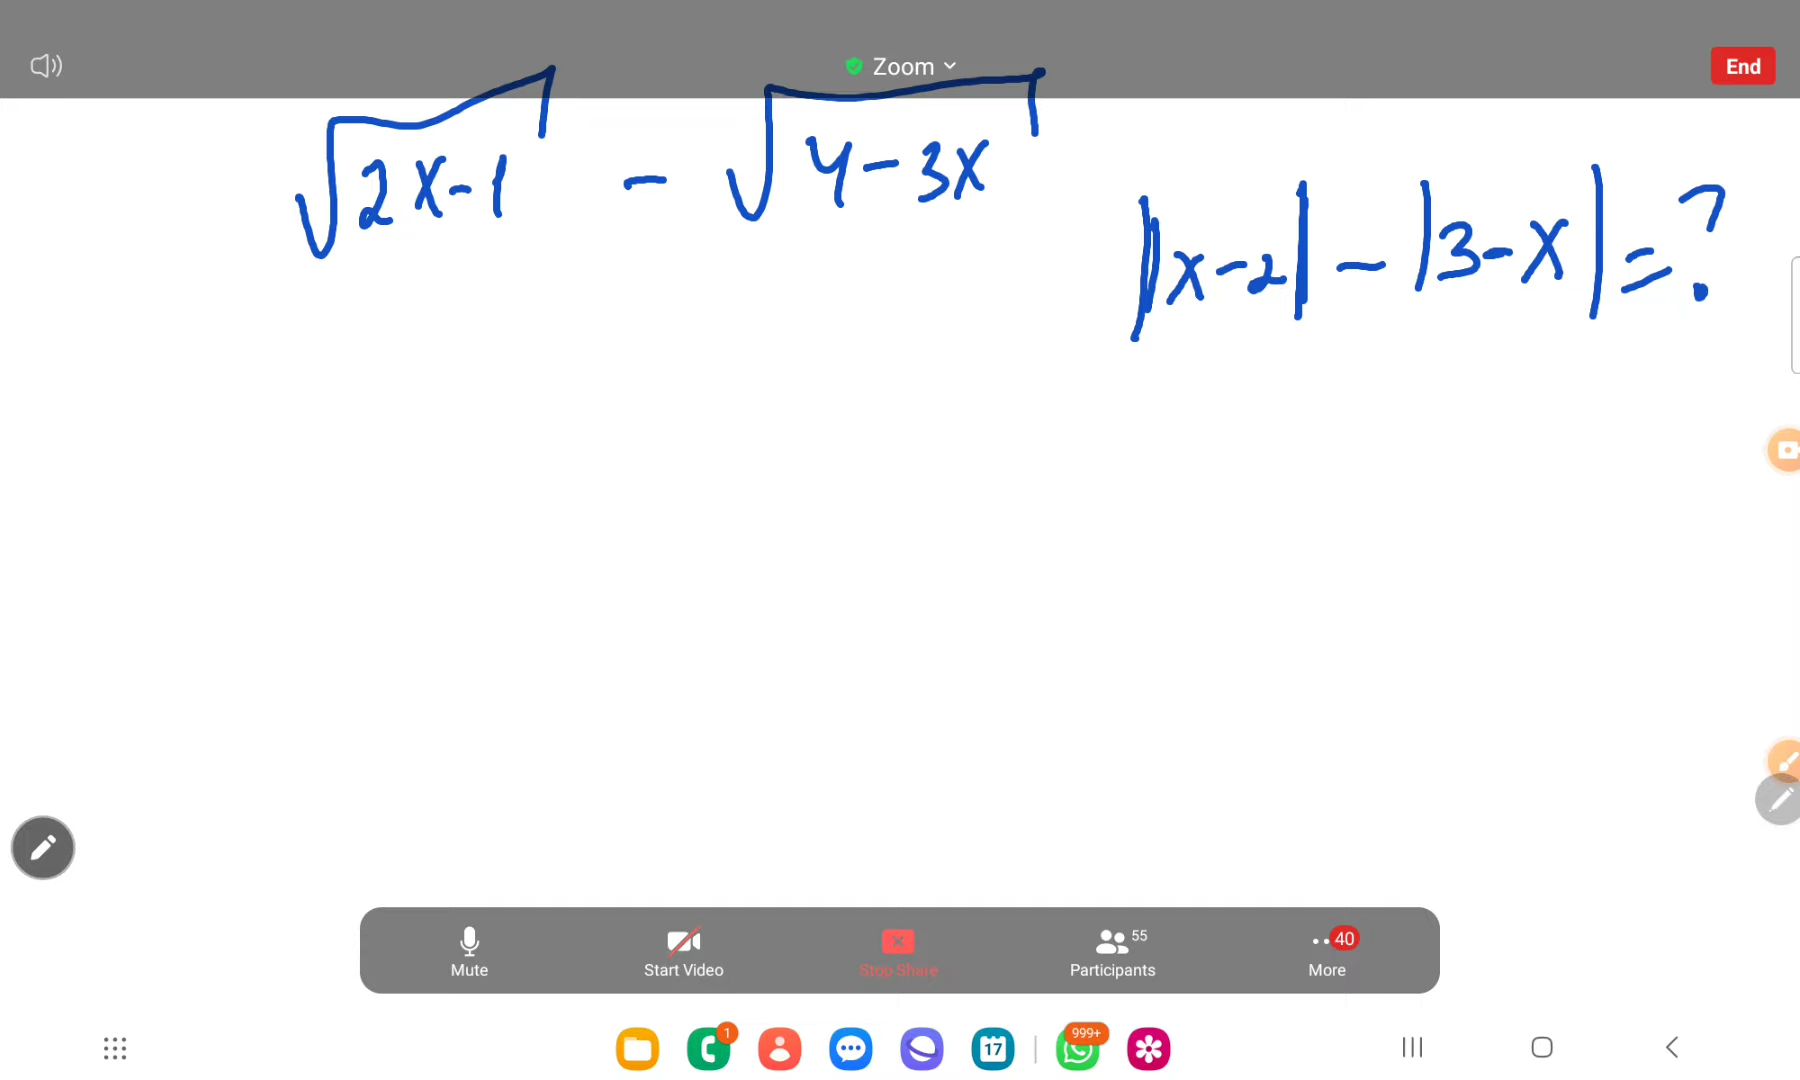 Zoom
End
√2x-1 - √4-3x
||x-2| - |3-x| = ?
Mute
Start Video
Stop Share
55
Participants
40
More
1
17
999+